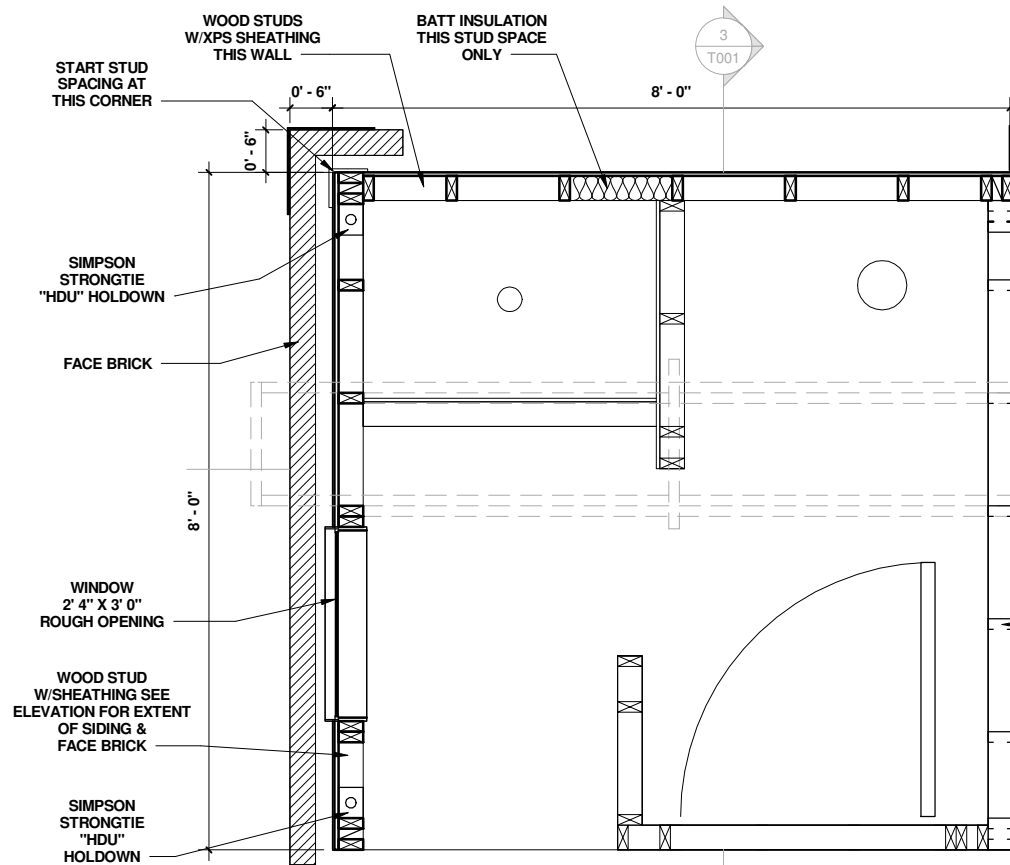 WOOD STUDS
W/XPS SHEATHING
THIS WALL
BATT INSULATION
THIS STUD SPACE
ONLY
3
T001
START STUD
SPACING AT
THIS CORNER
0' - 6"
8' - 0"
0' - 6"
SIMPSON
STRONGTIE
"HDU" HOLDOWN
FACE BRICK
8' - 0"
WINDOW
2' 4" X 3' 0"
ROUGH OPENING
WOOD STUD
W/SHEATHING SEE
ELEVATION FOR EXTENT
OF SIDING &
FACE BRICK
SIMPSON
STRONGTIE
"HDU"
HOLDOWN